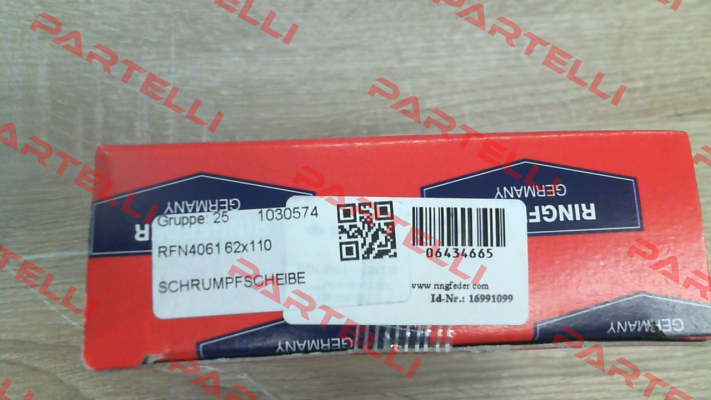 PARTELLI
PARTELLI
PARTELLI
PARTELLI
PARTELLI
PARTELLI
PARTELLI
Gruppe: 25 1030574
RFN4061 62x110
SCHRUMPFSCHEIBE
06434665
www.ringfeder.com
Id-Nr.: 16991099
GERMANY
RINGF
GERMANY
GERMANY
GERMANY